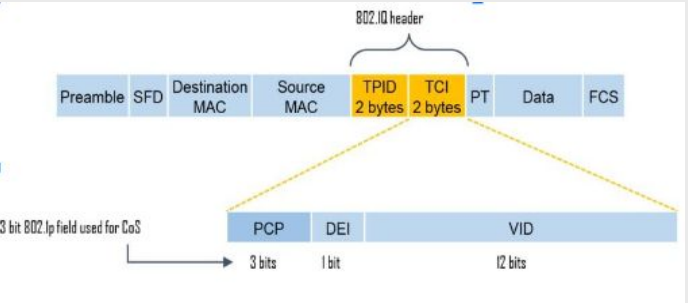 802.1Q header
Preamble SFD Destination MAC Source MAC TPID 2 bytes TCI 2 bytes PT Data FCS
3 bit 802.1p field used for CoS
PCP DEI VID
3 bits 1 bit 12 bits